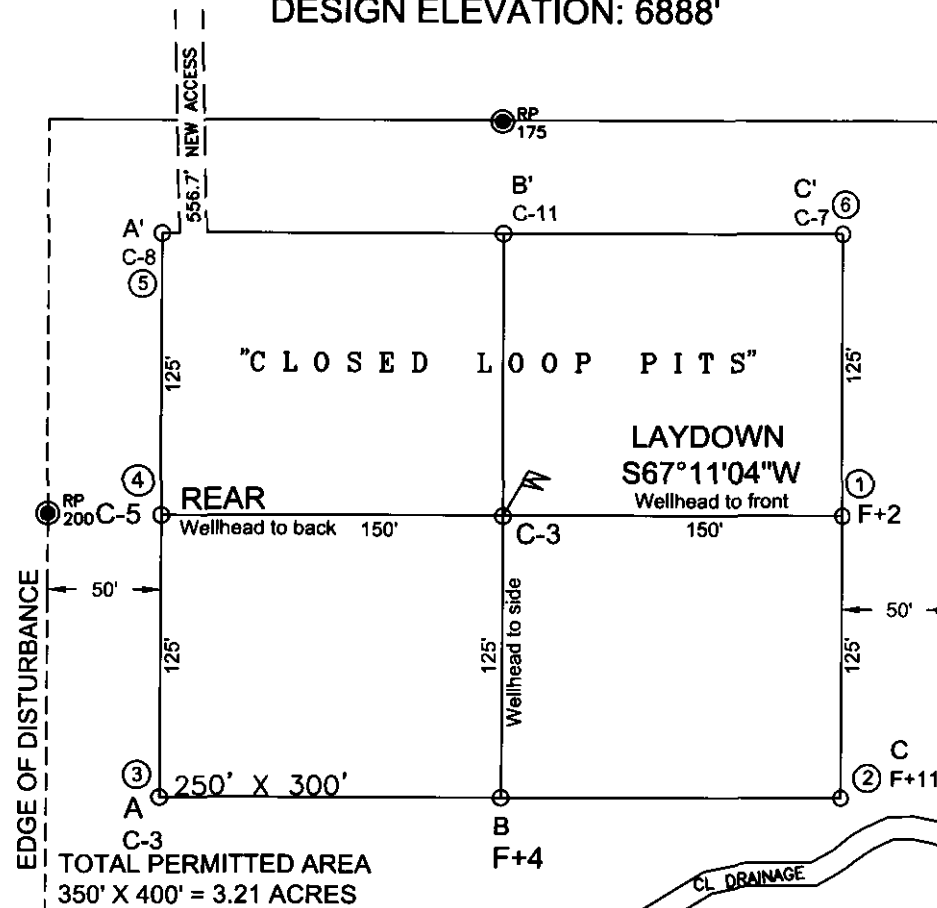 DESIGN ELEVATION: 6888'
556.7' NEW ACCESS
RP
175
B'
C-11
C'
C-7
6
A'
C-8
5
125'
"CLOSED LOOP PITS"
125'
LAYDOWN
S67°11'04"W
Wellhead to front
4
RP
200
C-5
REAR
Wellhead to back
150'
C-3
150'
1
F+2
50'
50'
EDGE OF DISTURBANCE
125'
125'
Wellhead to side
125'
3
250' X 300'
A
C-3
B
F+4
C
2
F+11
TOTAL PERMITTED AREA
350' X 400' = 3.21 ACRES
CL DRAINAGE